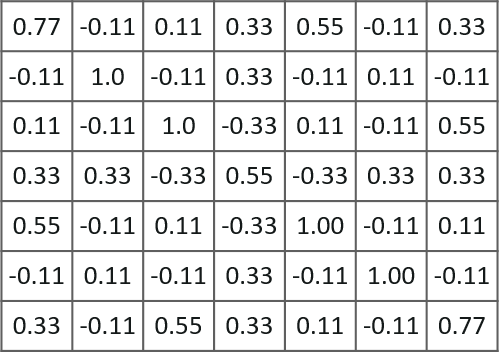 0.77 -0.11 0.11 0.33 0.55 -0.11 0.33
-0.11 1.0 -0.11 0.33 -0.11 0.11 -0.11
0.11 -0.11 1.0 -0.33 0.11 -0.11 0.55
0.33 0.33 -0.33 0.55 -0.33 0.33 0.33
0.55 -0.11 0.11 -0.33 1.00 -0.11 0.11
-0.11 0.11 -0.11 0.33 -0.11 1.00 -0.11
0.33 -0.11 0.55 0.33 0.11 -0.11 0.77